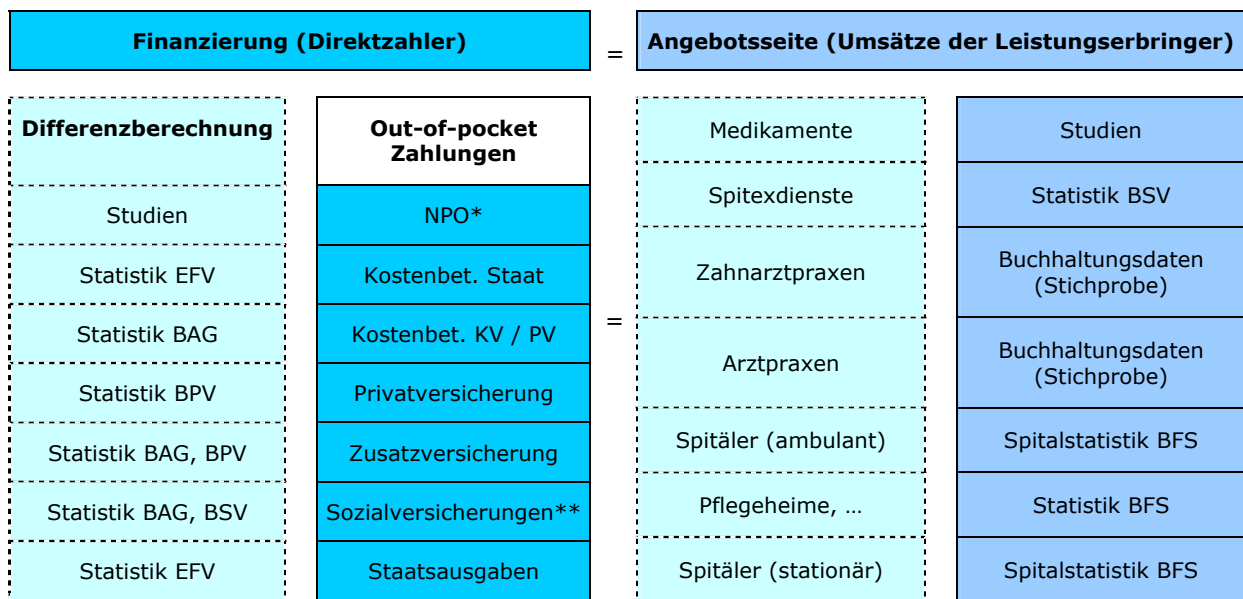 Finanzierung (Direktzahler)
=
Angebotsseite (Umsätze der Leistungserbringer)
Differenzberechnung
Out-of-pocket
Zahlungen
Medikamente
Studien
Studien
NPO*
Spitexdienste
Statistik BSV
Statistik EFV
Kostenbet. Staat
Zahnarztpraxen
Buchhaltungsdaten
(Stichprobe)
Statistik BAG
Kostenbet. KV / PV
=
Arztpraxen
Buchhaltungsdaten
(Stichprobe)
Statistik BPV
Privatversicherung
Statistik BAG, BPV
Zusatzversicherung
Spitäler (ambulant)
Spitalstatistik BFS
Statistik BAG, BSV
Sozialversicherungen**
Pflegeheime, …
Statistik BFS
Statistik EFV
Staatsausgaben
Spitäler (stationär)
Spitalstatistik BFS